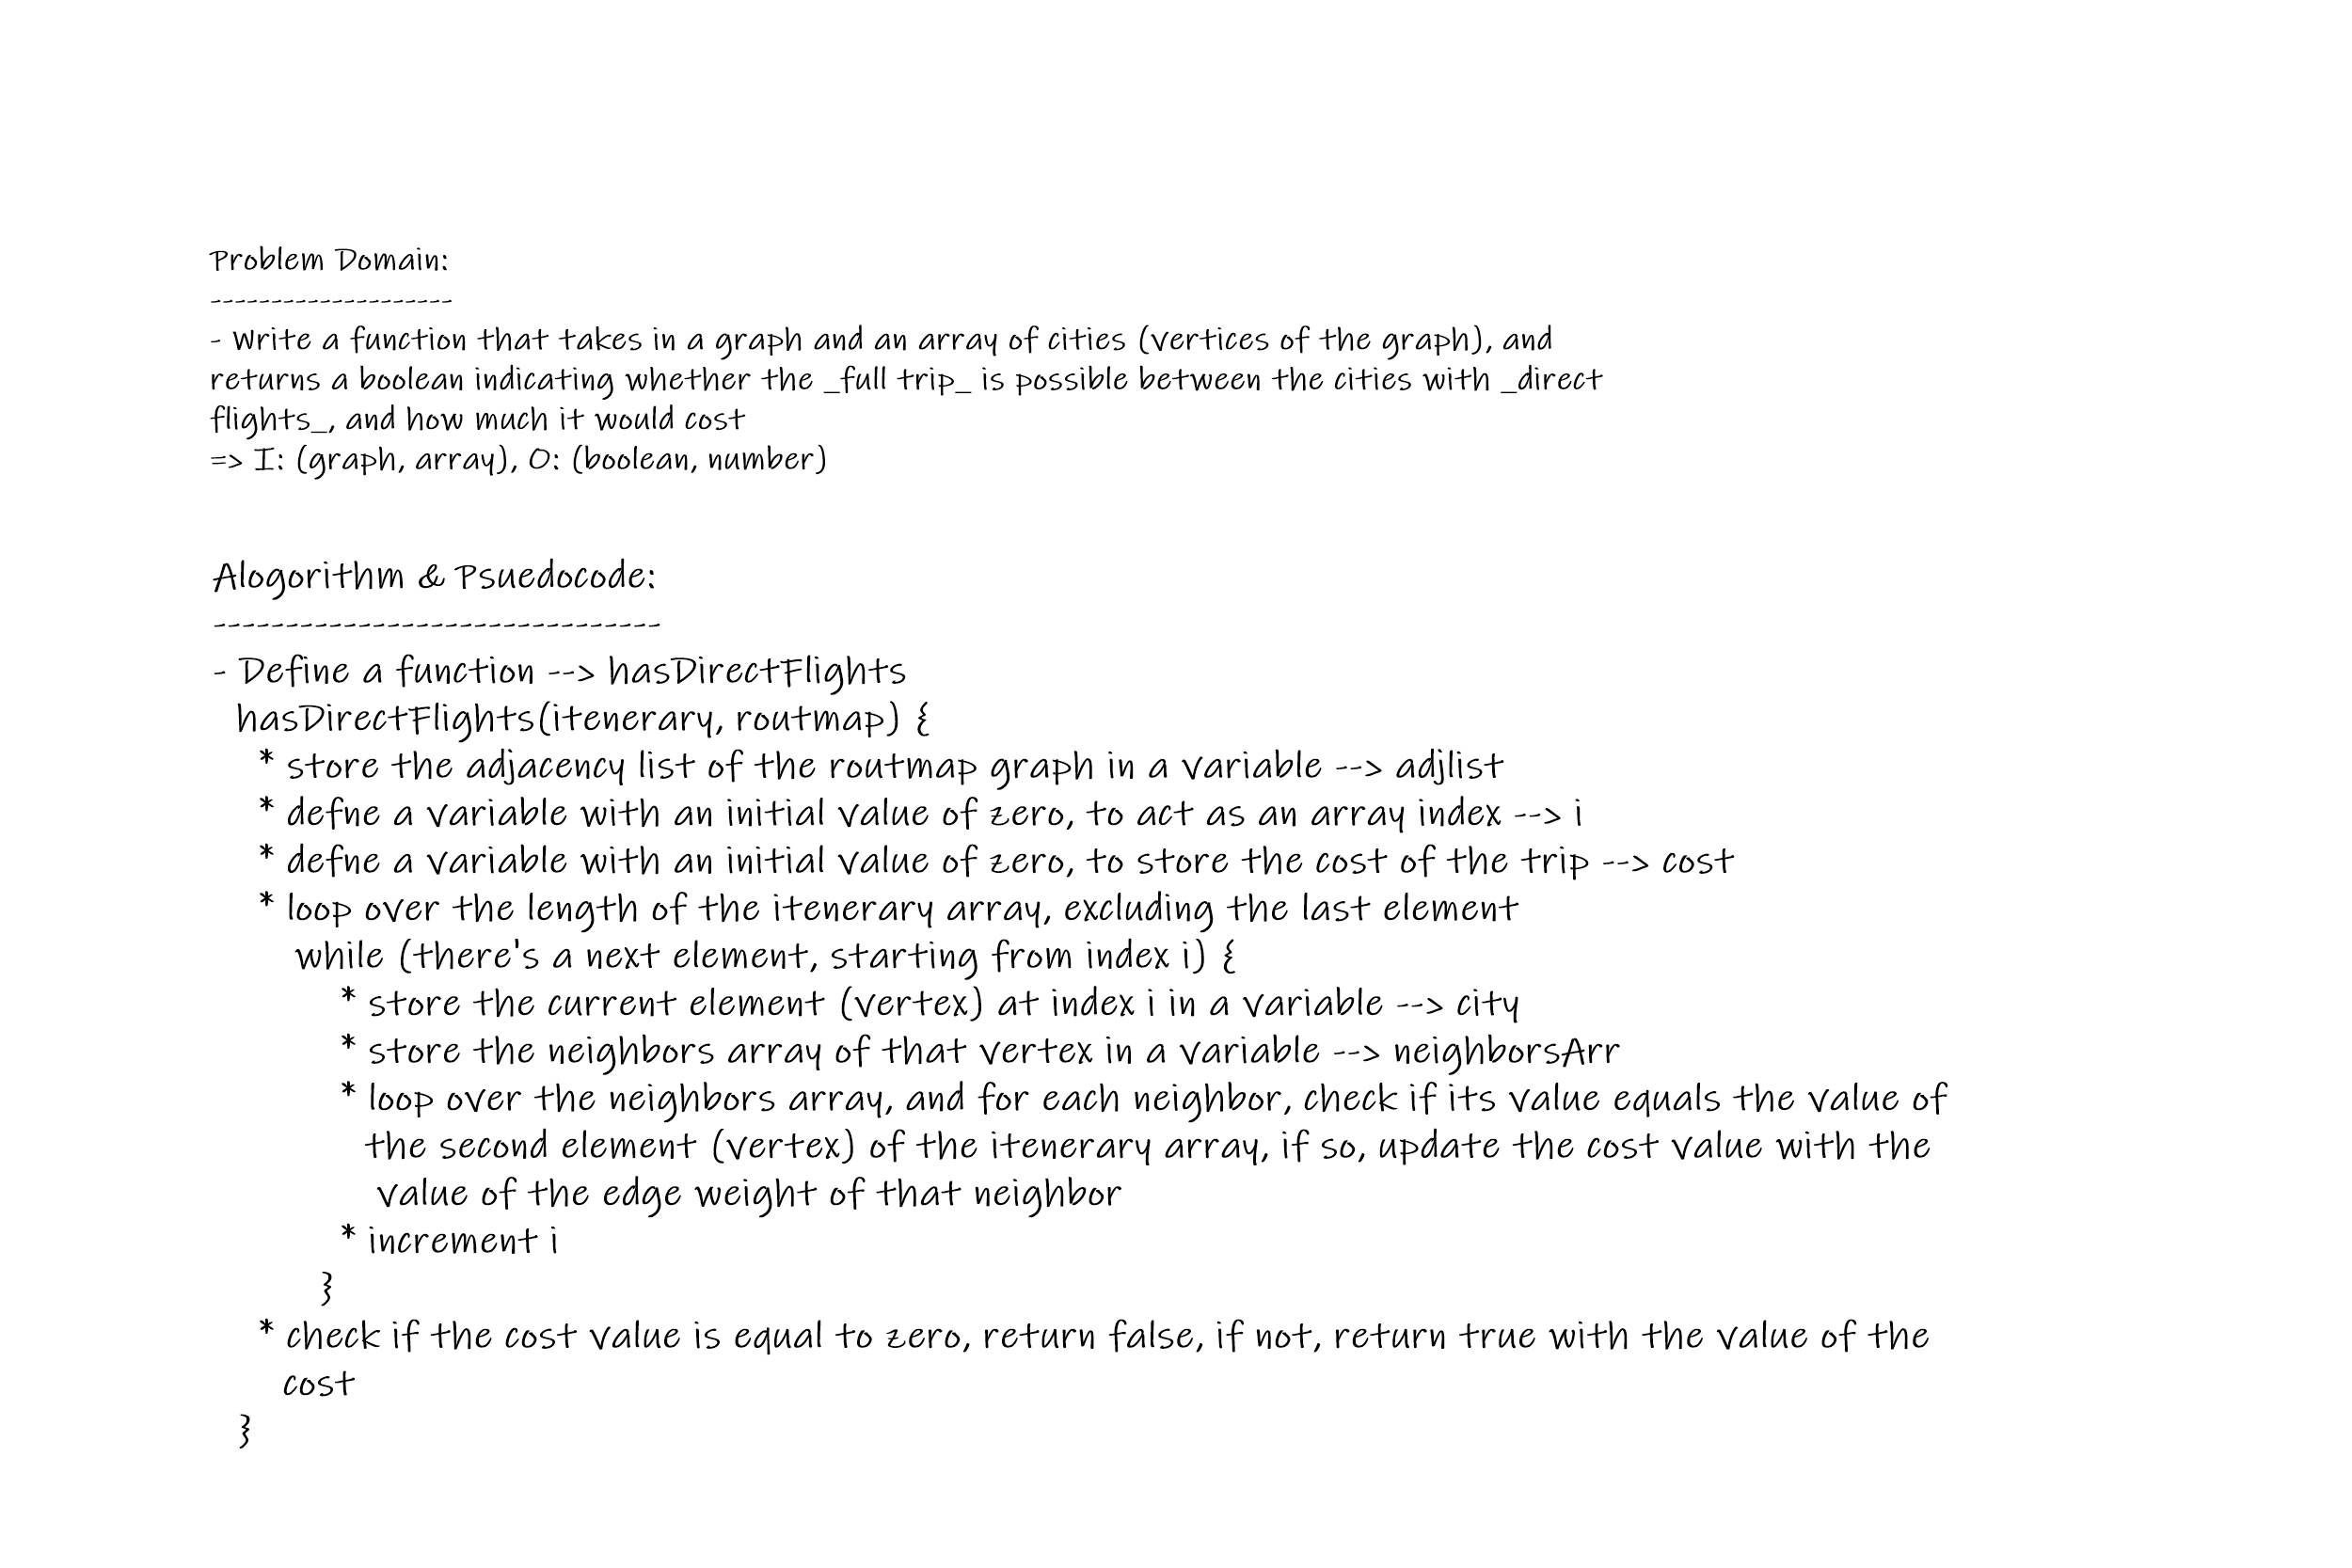 Problem Domain:
--------------------
- Write a function that takes in a graph and an array of cities (vertices of the graph), and
returns a boolean indicating whether the _full trip_ is possible between the cities with _direct
flights_, and how much it would cost
=> I: (graph, array), O: (boolean, number)
Alogorithm & Psuedocode:
-------------------------------
- Define a function --> hasDirectFlights
hasDirectFlights(itenerary, routmap) {
* store the adjacency list of the routmap graph in a variable --> adjlist
* defne a variable with an initial value of zero, to act as an array index --> i
* defne a variable with an initial value of zero, to store the cost of the trip --> cost
* loop over the length of the itenerary array, excluding the last element
while (there's a next element, starting from index i) {
* store the current element (vertex) at index i in a variable --> city
* store the neighbors array of that vertex in a variable --> neighborsArr
* loop over the neighbors array, and for each neighbor, check if its value equals the value of
the second element (vertex) of the itenerary array, if so, update the cost value with the
value of the edge weight of that neighbor
* increment i
}
* check if the cost value is equal to zero, return false, if not, return true with the value of the
cost
}